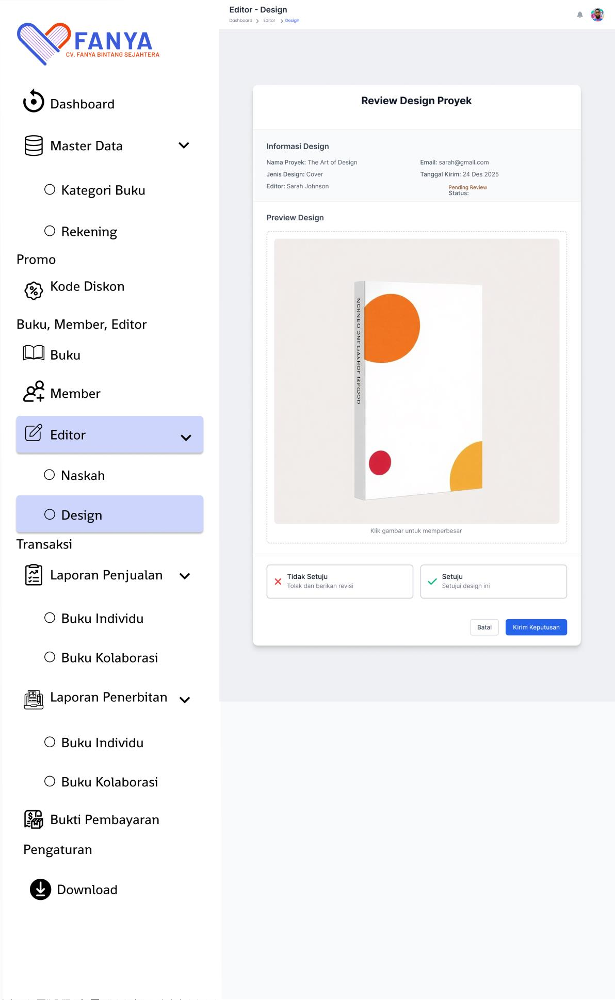 FANYA
CV. FANYA BINTANG SEJAHTERA
Dashboard
Master Data
Kategori Buku
Rekening
Promo
Kode Diskon
Buku, Member, Editor
Buku
Member
Editor
Naskah
Design
Transaksi
Laporan Penjualan
Buku Individu
Buku Kolaborasi
Laporan Penerbitan
Buku Individu
Buku Kolaborasi
Bukti Pembayaran
Pengaturan
Download
Editor - Design
Dashboard > Editor > Design
Review Design Proyek
Informasi Design
Nama Proyek: The Art of Design
Email: sarah@gmail.com
Jenis Design: Cover
Tanggal Kirim: 24 Des 2025
Editor: Sarah Johnson
Pending Review
Status:
Preview Design
Klik gambar untuk memperbesar
Tidak Setuju
Tolak dan berikan revisi
Setuju
Setujui design ini
Batal
Kirim Keputusan